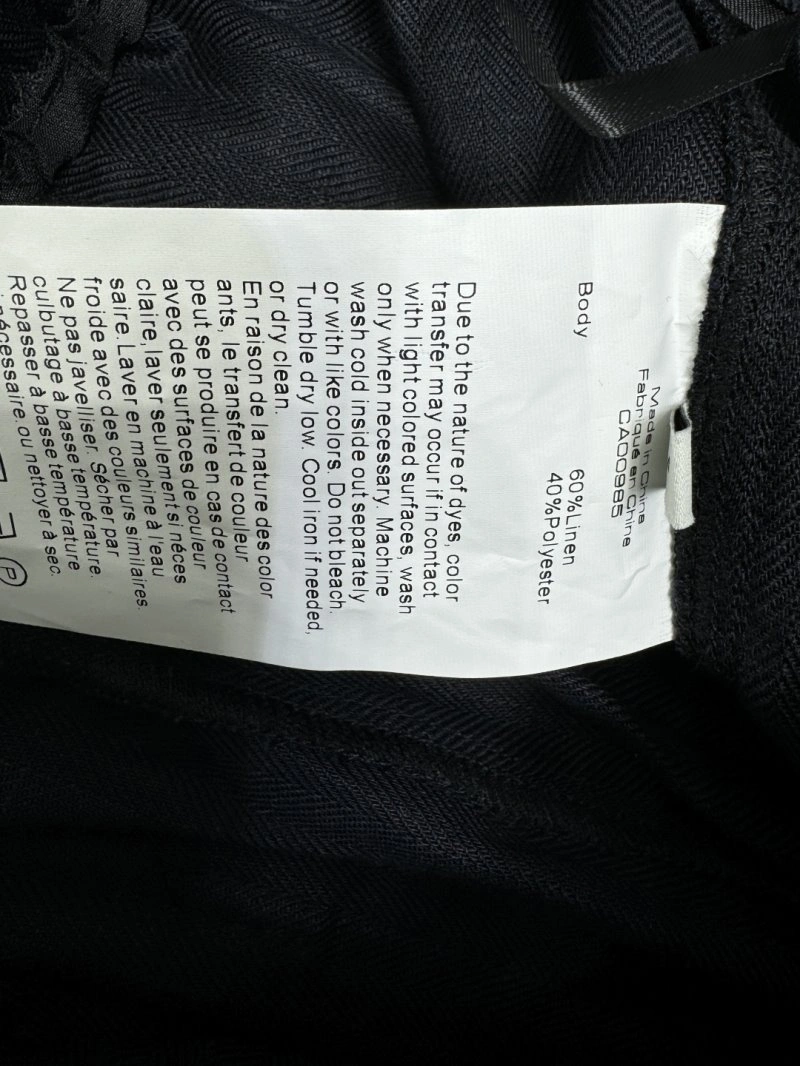 Made in China
Fabriqué en Chine
CA00985
Body
60%Linen
40%Polyester
Due to the nature of dyes, color
transfer may occur if in contact
with light colored surfaces, wash
only when necessary. Machine
wash cold inside out separately
or with like colors. Do not bleach.
Tumble dry low. Cool iron if needed,
or dry clean.
En raison de la nature des color
ants, le transfert de couleur
peut se produire en cas de contact
avec des surfaces de couleur
claire, laver seulement si néces
saire. Laver en machine à l'eau
froide avec des couleurs similaires.
Ne pas javelliser. Sécher par
culbutage à basse température
Repasser à basse température.
nécessaire, ou nettoyer à sec.
P